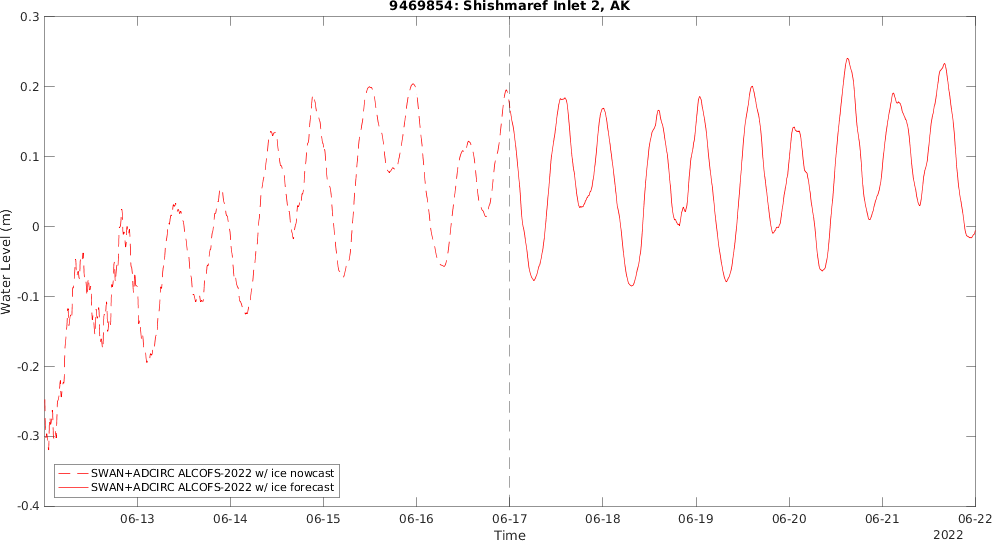 9469854: Shishmaref Inlet 2, AK
0.3
0.2
0.1
0
-0.1
-0.2
-0.3
-0.4
Water Level (m)
SWAN+ADCIRC ALCOFS-2022 w/ ice nowcast
SWAN+ADCIRC ALCOFS-2022 w/ ice forecast
06-13 06-14 06-15 06-16 06-17 06-18 06-19 06-20 06-21 06-22
Time
2022